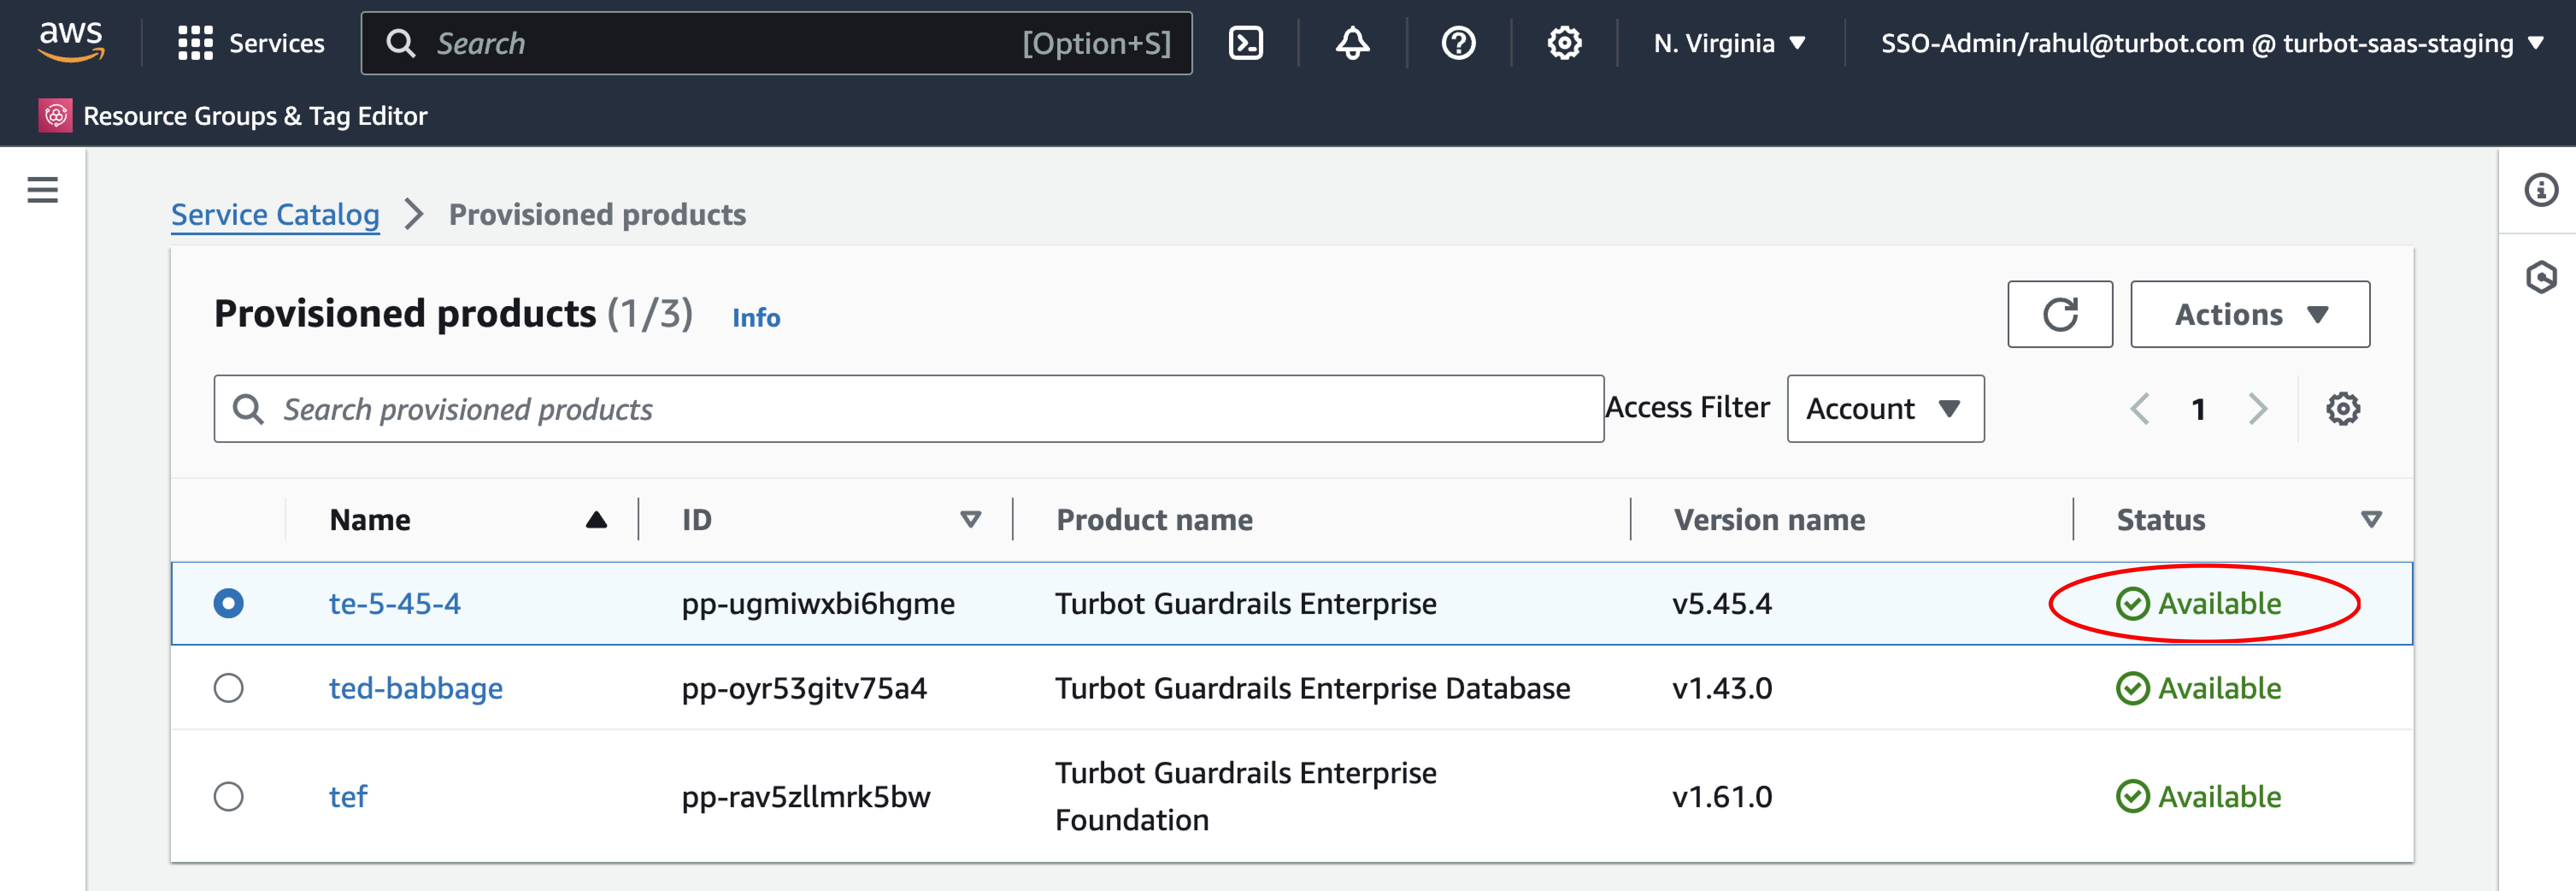 aws Services Search [Option+S] N. Virginia SSO-Admin/rahul@turbot.com @ turbot-saas-staging
Resource Groups & Tag Editor
Service Catalog Provisioned products
Provisioned products (1/3) Info Actions
Search provisioned products Access Filter Account 1
Name ID Product name Version name Status
te-5-45-4 pp-ugmiwxbi6hgme Turbot Guardrails Enterprise v5.45.4 Available
ted-babbage pp-oyr53gitv75a4 Turbot Guardrails Enterprise Database v1.43.0 Available
tef pp-rav5zllmrk5bw Turbot Guardrails Enterprise v1.61.0 Available
Foundation